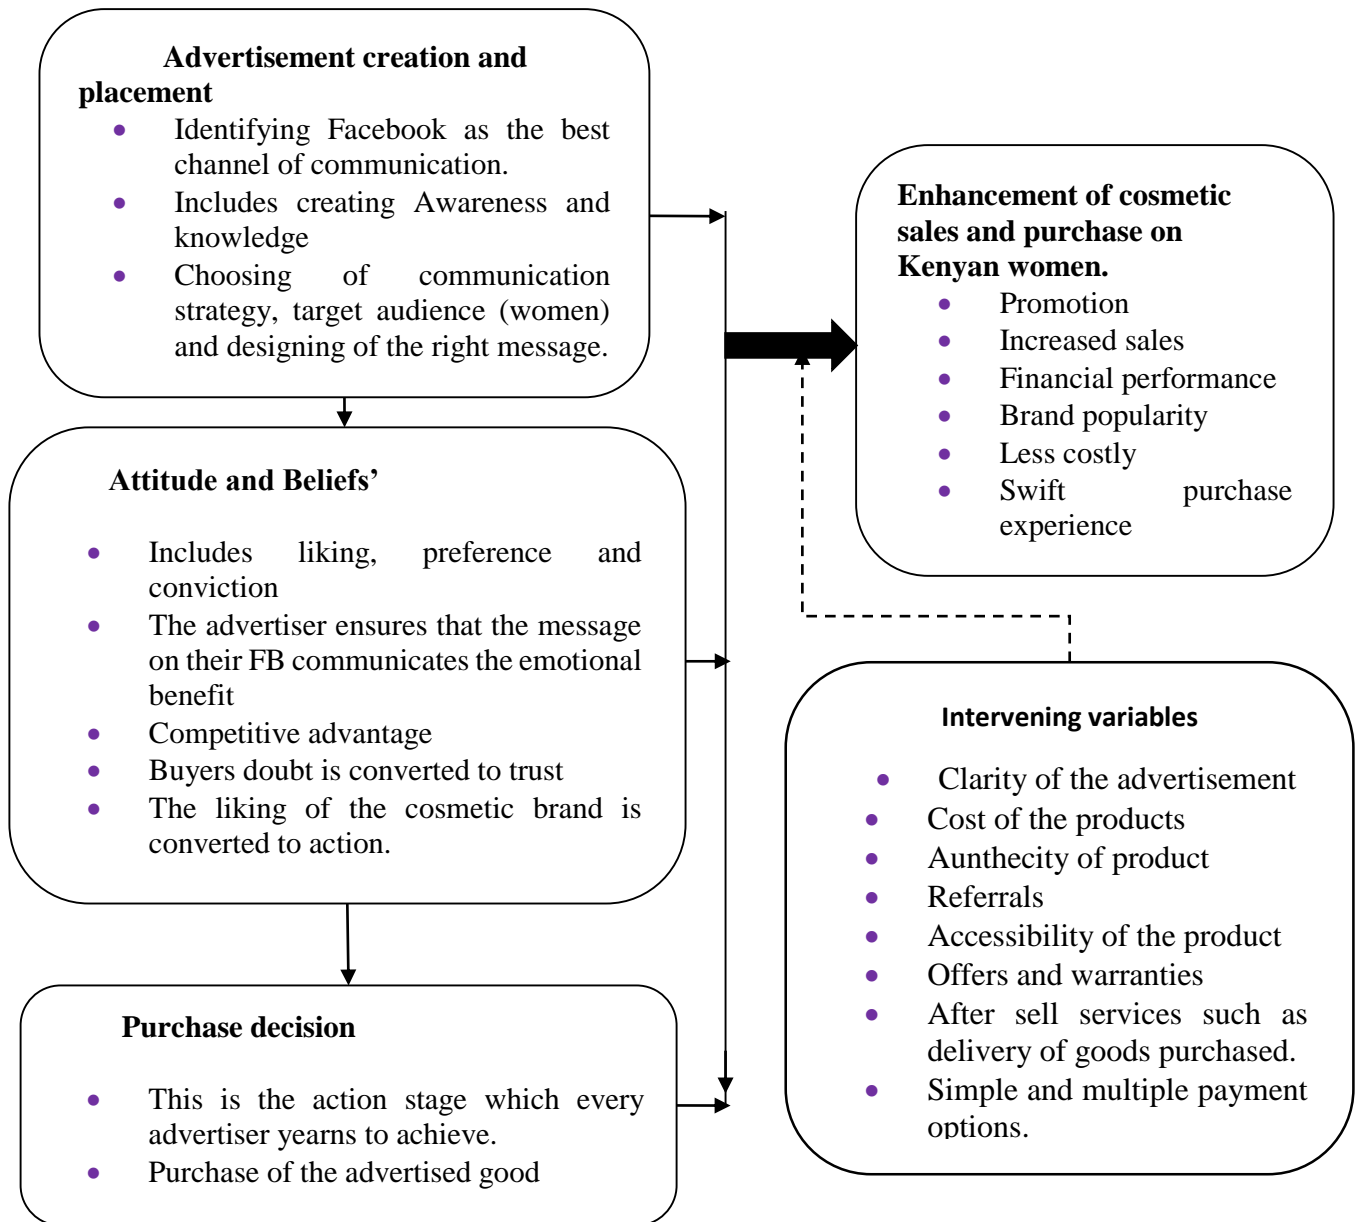 Advertisement creation and
placement
• Identifying Facebook as the best
channel of communication.
• Includes creating Awareness and
knowledge
• Choosing of communication
strategy, target audience (women)
and designing of the right message.
Attitude and Beliefs’
• Includes liking, preference and
conviction
• The advertiser ensures that the message
on their FB communicates the emotional
benefit
• Competitive advantage
• Buyers doubt is converted to trust
• The liking of the cosmetic brand is
converted to action.
Purchase decision
• This is the action stage which every
advertiser yearns to achieve.
• Purchase of the advertised good
Enhancement of cosmetic
sales and purchase on
Kenyan women.
• Promotion
• Increased sales
• Financial performance
• Brand popularity
• Less costly
• Swift purchase
experience
Intervening variables
• Clarity of the advertisement
• Cost of the products
• Aunthecity of product
• Referrals
• Accessibility of the product
• Offers and warranties
• After sell services such as
delivery of goods purchased.
• Simple and multiple payment
options.